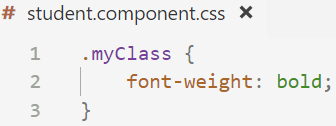 # student.component.css ×
1 .myClass {
2 font-weight: bold;
3 }